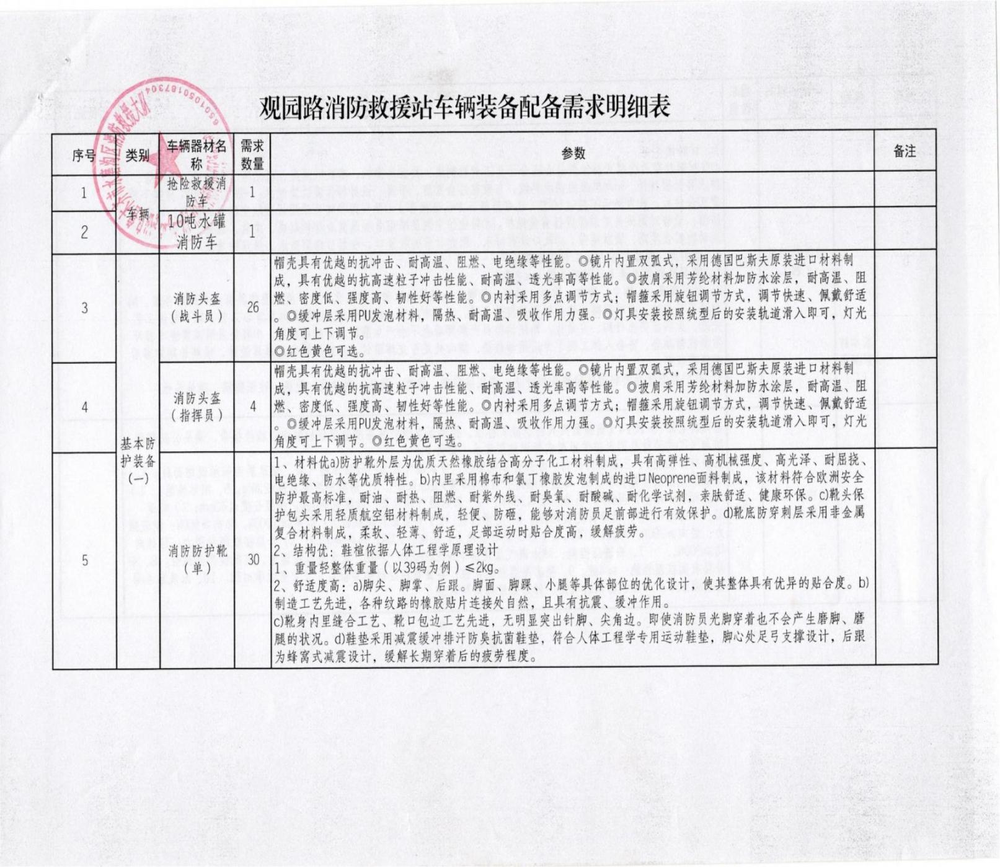 观园路消防救援站车辆装备配备需求明细表
序号
类别
车辆器材名
称
需求
数量
参数
备注
1
车辆
抢险救援消
防车
1
2
10吨水罐
消防车
1
3
基本防
护装备
(一)
消防头盔
(战斗员)
26
帽壳具有优越的抗冲击、耐高温、阻燃、电绝缘等性能。◎镜片内置双弧式，采用德国巴斯夫原装进口材料制
成，具有优越的抗高速粒子冲击性能、耐高温、透光率高等性能。◎披肩采用芳纶材料加防水涂层，耐高温、阻
燃、密度低、强度高、韧性好等性能。◎内衬采用多点调节方式；帽箍采用旋钮调节方式，调节快速、佩戴舒适
。◎缓冲层采用PU发泡材料，隔热、耐高温、吸收作用力强。◎灯具安装按照统型后的安装轨道滑入即可，灯光
角度可上下调节。
◎红色黄色可选。
4
消防头盔
(指挥员)
4
帽壳具有优越的抗冲击、耐高温、阻燃、电绝缘等性能。◎镜片内置双弧式，采用德国巴斯夫原装进口材料制
成，具有优越的抗高速粒子冲击性能、耐高温、透光率高等性能。◎披肩采用芳纶材料加防水涂层，耐高温、阻
燃、密度低、强度高、韧性好等性能。◎内衬采用多点调节方式；帽箍采用旋钮调节方式，调节快速、佩戴舒适
。◎缓冲层采用PU发泡材料，隔热、耐高温、吸收作用力强。◎灯具安装按照统型后的安装轨道滑入即可，灯光
角度可上下调节。◎红色黄色可选。
5
消防防护靴
(单)
30
1、材料优a)防护靴外层为优质天然橡胶结合高分子化工材料制成，具有高弹性、高机械强度、高光泽、耐屈挠、
电绝缘、防水等优质特性。b)内里采用棉布和氯丁橡胶发泡制成的进口Neoprene面料制成，该材料符合欧洲安全
防护最高标准，耐油、耐热、阻燃、耐紫外线、耐臭氧、耐酸碱、耐化学试剂，亲肤舒适、健康环保。c)靴头保
护包头采用轻质航空铝材料制成，轻便、防砸，能够对消防员足前部进行有效保护。d)靴底防穿刺层采用非金属
复合材料制成，柔软、轻薄、舒适，足部运动时贴合度高，缓解疲劳。
2、结构优：鞋楦依据人体工程学原理设计
1、重量轻整体重量（以39码为例）≤2kg。
2、舒适度高：a)脚尖、脚掌、后跟。脚面、脚踝、小腿等具体部位的优化设计，使其整体具有优异的贴合度。b)
制造工艺先进，各种纹路的橡胶贴片连接处自然，且具有抗震、缓冲作用。
c)靴身内里缝合工艺、靴口包边工艺先进，无明显突出针脚、尖角边。即使消防员光脚穿着也不会产生磨脚、磨
腿的状况。d)鞋垫采用减震缓冲排汗防臭抗菌鞋垫，符合人体工程学专用运动鞋垫，脚心处足弓支撑设计，后跟
为蜂窝式减震设计，缓解长期穿着后的疲劳程度。
6501050187304